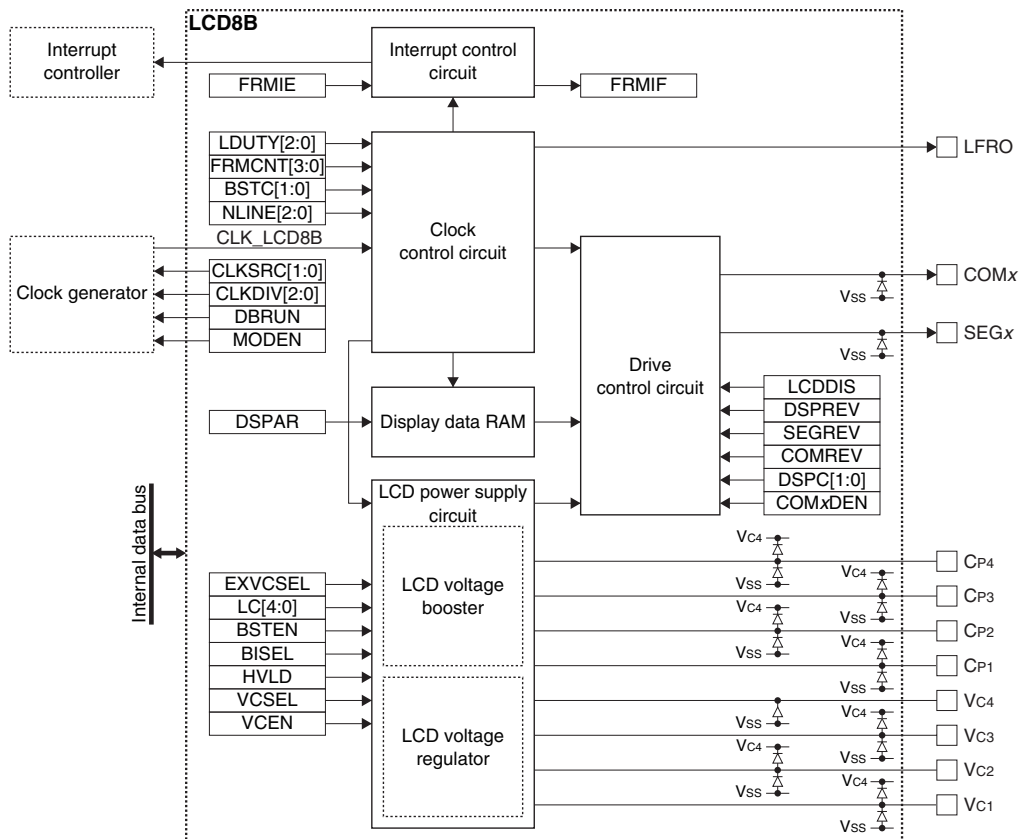 LCD8B
Interrupt
controller
Interrupt control
circuit
FRMIE
FRMIF
LDUTY[2:0]
FRMCNT[3:0]
BSTC[1:0]
NLINE[2:0]
CLK_LCD8B
Clock generator
CLKSRC[1:0]
CLKDIV[2:0]
DBRUN
MODEN
Clock
control circuit
LFRO
COMx
VSS
SEGx
VSS
Drive
control circuit
LCDDIS
DSPREV
SEGREV
COMREV
DSPC[1:0]
COMxDEN
DSPAR
Display data RAM
Internal data bus
LCD power supply
circuit
LCD voltage
booster
LCD voltage
regulator
EXVCSEL
LC[4:0]
BSTEN
BISEL
HVLD
VCSEL
VCEN
VC4
VSS
CP4
VC4
VSS
CP3
VC4
VSS
CP2
VC4
VSS
CP1
VSS
VC4
VC4
VSS
VC3
VC4
VSS
VC2
VC4
VSS
VC1